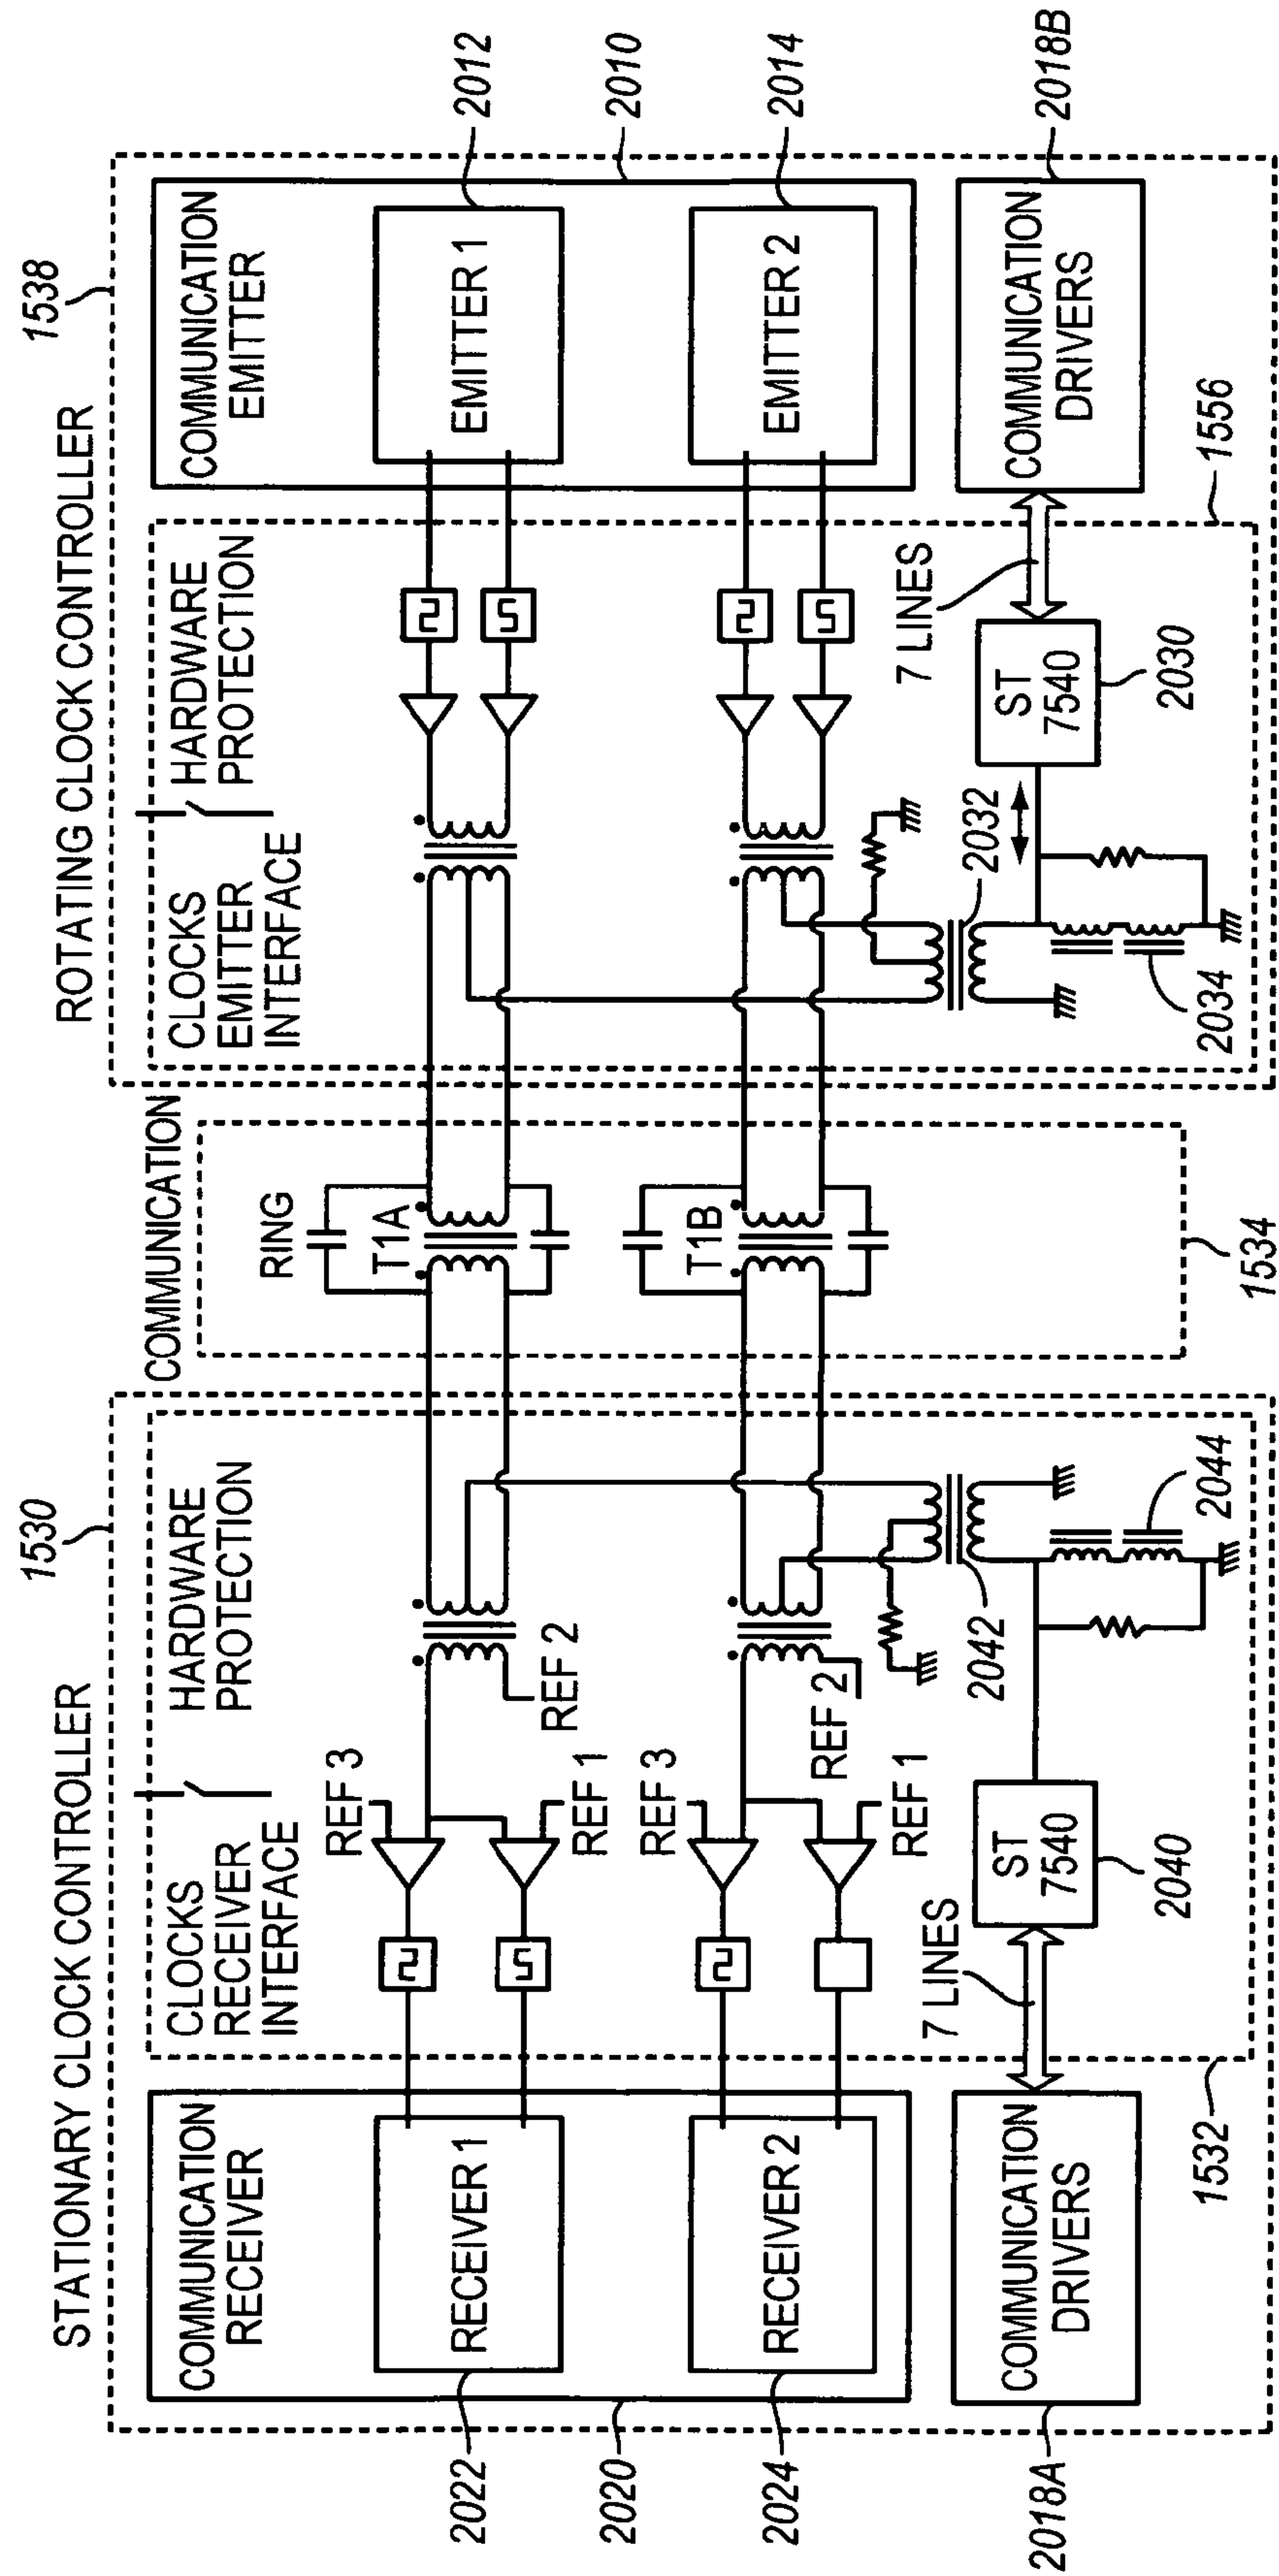 STATIONARY CLOCK CONTROLLER
1530
COMMUNICATION
RECEIVER
RECEIVER 1
RECEIVER 2
2022
2020
2024
COMMUNICATION
DRIVERS
2018A
CLOCKS
RECEIVER
INTERFACE
HARDWARE
PROTECTION
REF 3
REF 1
REF 2
REF 3
REF 1
REF 2
7 LINES
ST
7540
2040
2042
2044
1532
COMMUNICATION
RING
T1A
T1B
1534
ROTATING CLOCK CONTROLLER
1538
CLOCKS
EMITTER
INTERFACE
HARDWARE
PROTECTION
COMMUNICATION
EMITTER
EMITTER 1
EMITTER 2
2012
2010
2014
7 LINES
ST
7540
2030
2032
2034
1556
COMMUNICATION
DRIVERS
2018B